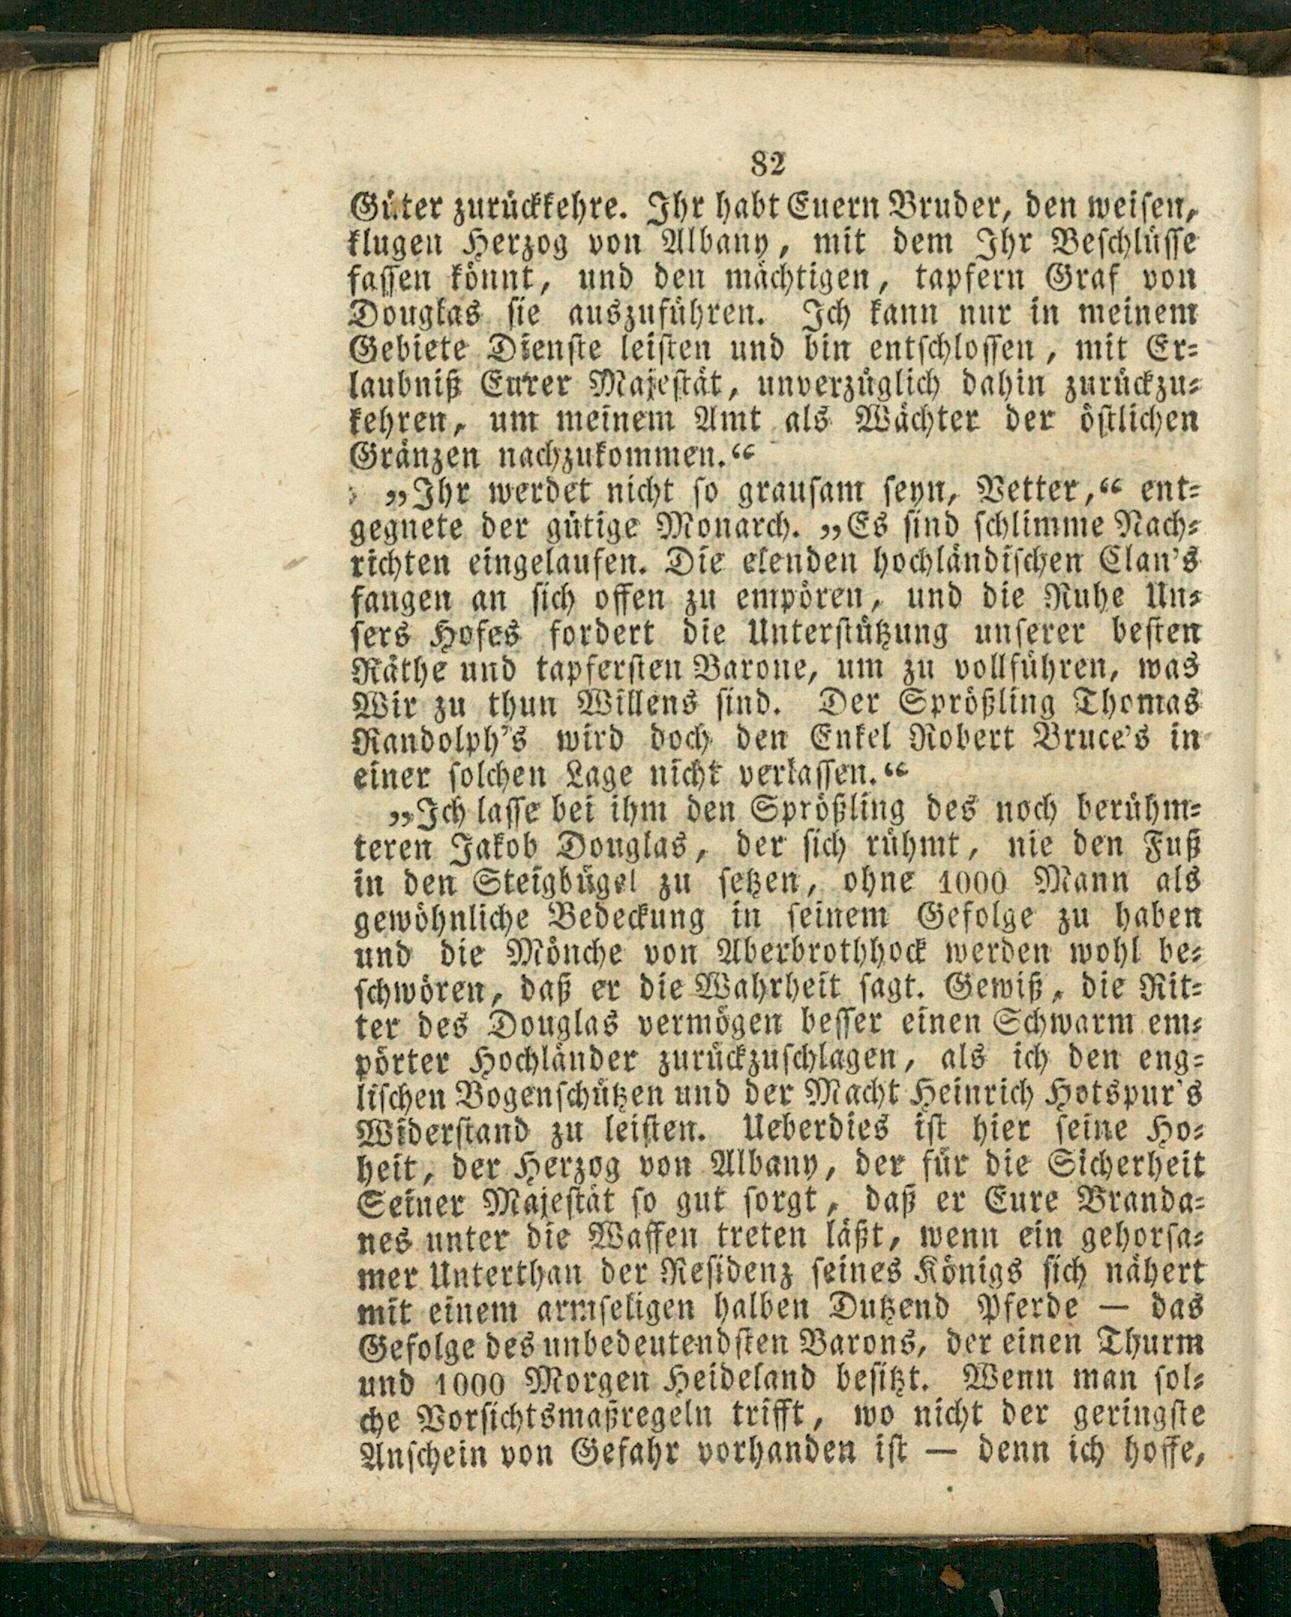 82
Güter zurückkehre. Ihr habt Euern Bruder, den weisen,
klugen Herzog von Albany, mit dem Ihr Beschlüsse
fassen könnt, und den mächtigen, tapfern Graf von
Douglas sie auszuführen. Ich kann nur in meinem
Gebiete Dienste leisten und bin entschlossen, mit Er-
laubniß Eurer Majestät, unverzüglich dahin zurückzu-
kehren, um meinem Amt als Wächter der östlichen
Gränzen nachzukommen.“
„Ihr werdet nicht so grausam seyn, Vetter,“ ent-
gegnete der gütige Monarch. „Es sind schlimme Nach-
richten eingelaufen. Die elenden hochländischen Clan's
fangen an sich offen zu empören, und die Ruhe Un-
sers Hofes fordert die Unterstützung unserer besten
Räthe und tapfersten Barone, um zu vollführen, was
Wir zu thun Willens sind. Der Sprößling Thomas
Randolph's wird doch den Enkel Robert Bruce's in
einer solchen Lage nicht verlassen.“
„Ich lasse bei ihm den Sprößling des noch berühm-
teren Jakob Douglas, der sich rühmt, nie den Fuß
in den Steigbügel zu setzen, ohne 1000 Mann als
gewöhnliche Bedeckung in seinem Gefolge zu haben
und die Mönche von Aberbrothhock werden wohl be-
schwören, daß er die Wahrheit sagt. Gewiß, die Rit-
ter des Douglas vermögen besser einen Schwarm em-
pörter Hochländer zurückzuschlagen, als ich den eng-
lischen Bogenschützen und der Macht Heinrich Hotspur's
Widerstand zu leisten. Ueberdies ist hier seine Ho-
heit, der Herzog von Albany, der für die Sicherheit
Seiner Majestät so gut sorgt, daß er Eure Branda-
nes unter die Waffen treten läßt, wenn ein gehorsa-
mer Unterthan der Residenz seines Königs sich nähert
mit einem armseligen halben Dutzend Pferde — das
Gefolge des unbedeutendsten Barons, der einen Thurm
und 1000 Morgen Heideland besitzt. Wenn man sol-
che Vorsichtsmaßregeln trifft, wo nicht der geringste
Anschein von Gefahr vorhanden ist — denn ich hoffe,